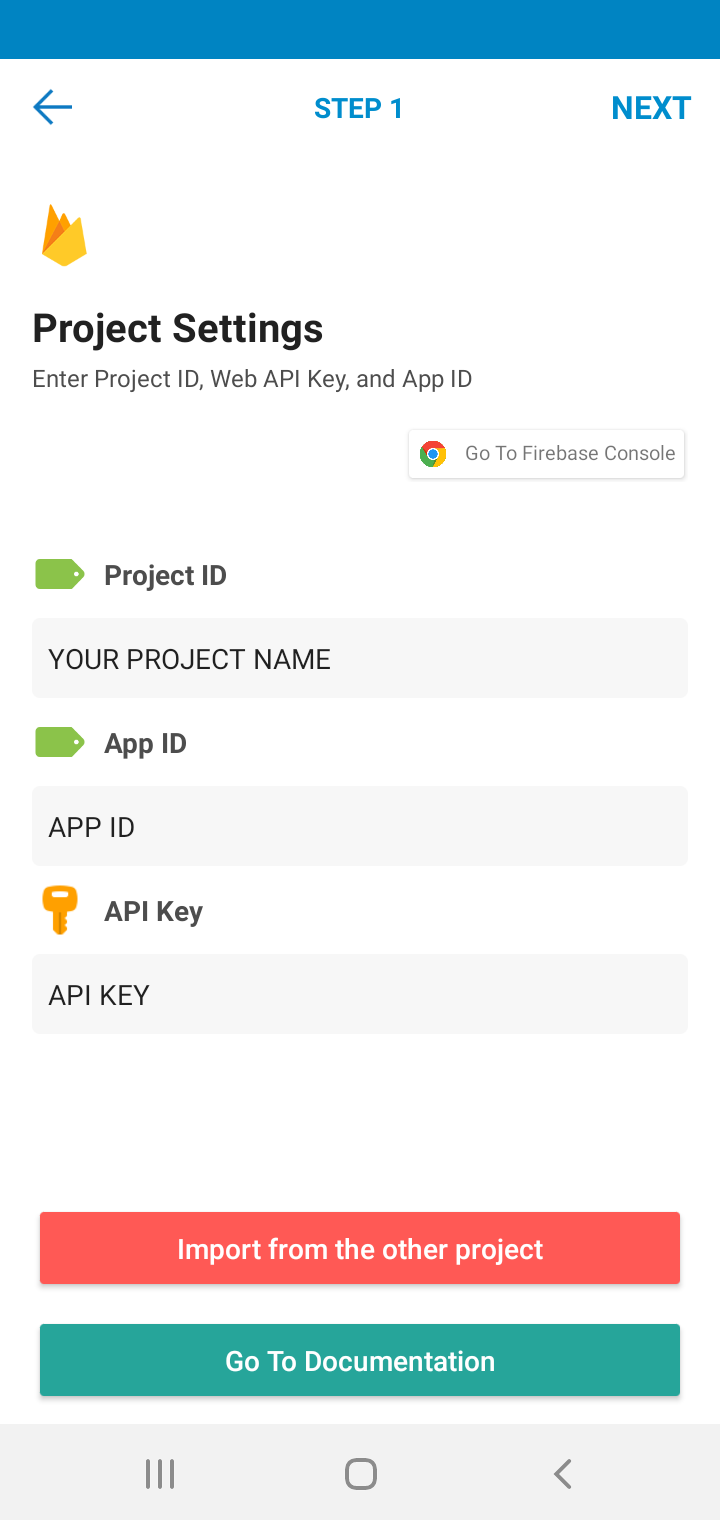 STEP 1
NEXT
Project Settings
Enter Project ID, Web API Key, and App ID
Go To Firebase Console
Project ID
YOUR PROJECT NAME
App ID
APP ID
API Key
API KEY
Import from the other project
Go To Documentation